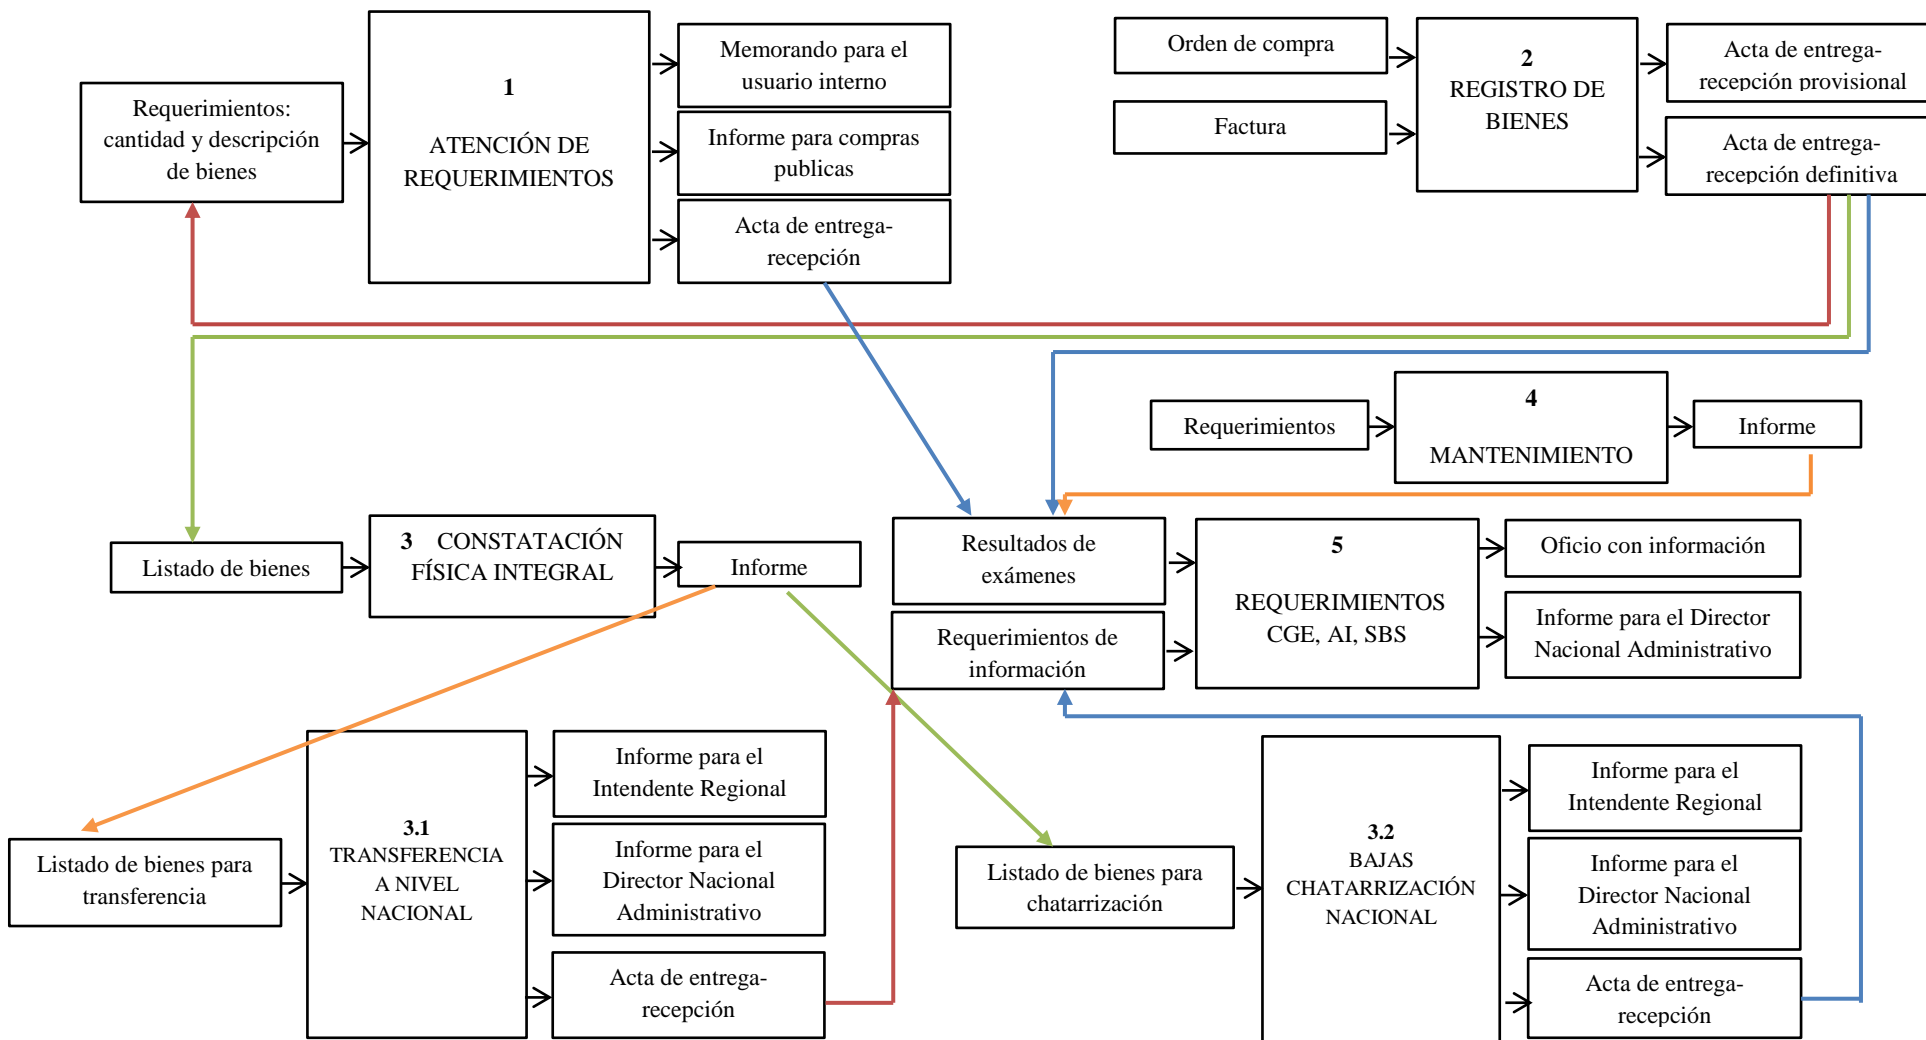 Requerimientos:
cantidad y descripción
de bienes
1
ATENCIÓN DE
REQUERIMIENTOS
Memorando para el
usuario interno
Informe para compras
publicas
Acta de entrega-
recepción
Orden de compra
Factura
2
REGISTRO DE
BIENES
Acta de entrega-
recepción provisional
Acta de entrega-
recepción definitiva
Requerimientos
4
MANTENIMIENTO
Informe
Listado de bienes
3 CONSTATACIÓN
FÍSICA INTEGRAL
Informe
Resultados de
exámenes
Requerimientos de
información
5
REQUERIMIENTOS
CGE, AI, SBS
Oficio con información
Informe para el Director
Nacional Administrativo
Listado de bienes para
transferencia
3.1
TRANSFERENCIA
A NIVEL
NACIONAL
Informe para el
Intendente Regional
Informe para el
Director Nacional
Administrativo
Acta de entrega-
recepción
Listado de bienes para
chatarrización
3.2
BAJAS
CHATARRIZACIÓN
NACIONAL
Informe para el
Intendente Regional
Informe para el
Director Nacional
Administrativo
Acta de entrega-
recepción